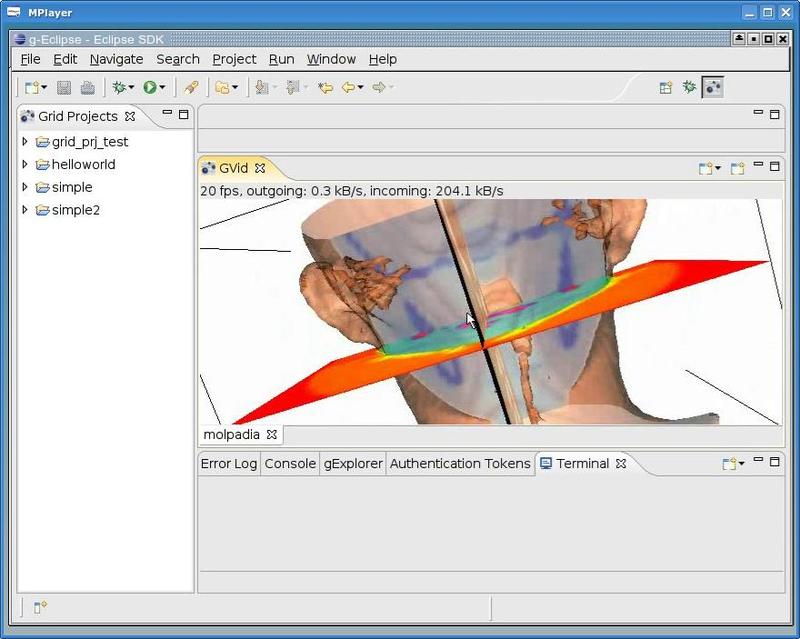 MPlayer
g-Eclipse - Eclipse SDK
File Edit Navigate Search Project Run Window Help
Grid Projects
grid_prj_test
helloworld
simple
simple2
GVid
20 fps, outgoing: 0.3 kB/s, incoming: 204.1 kB/s
molpadia
Error Log Console gExplorer Authentication Tokens Terminal